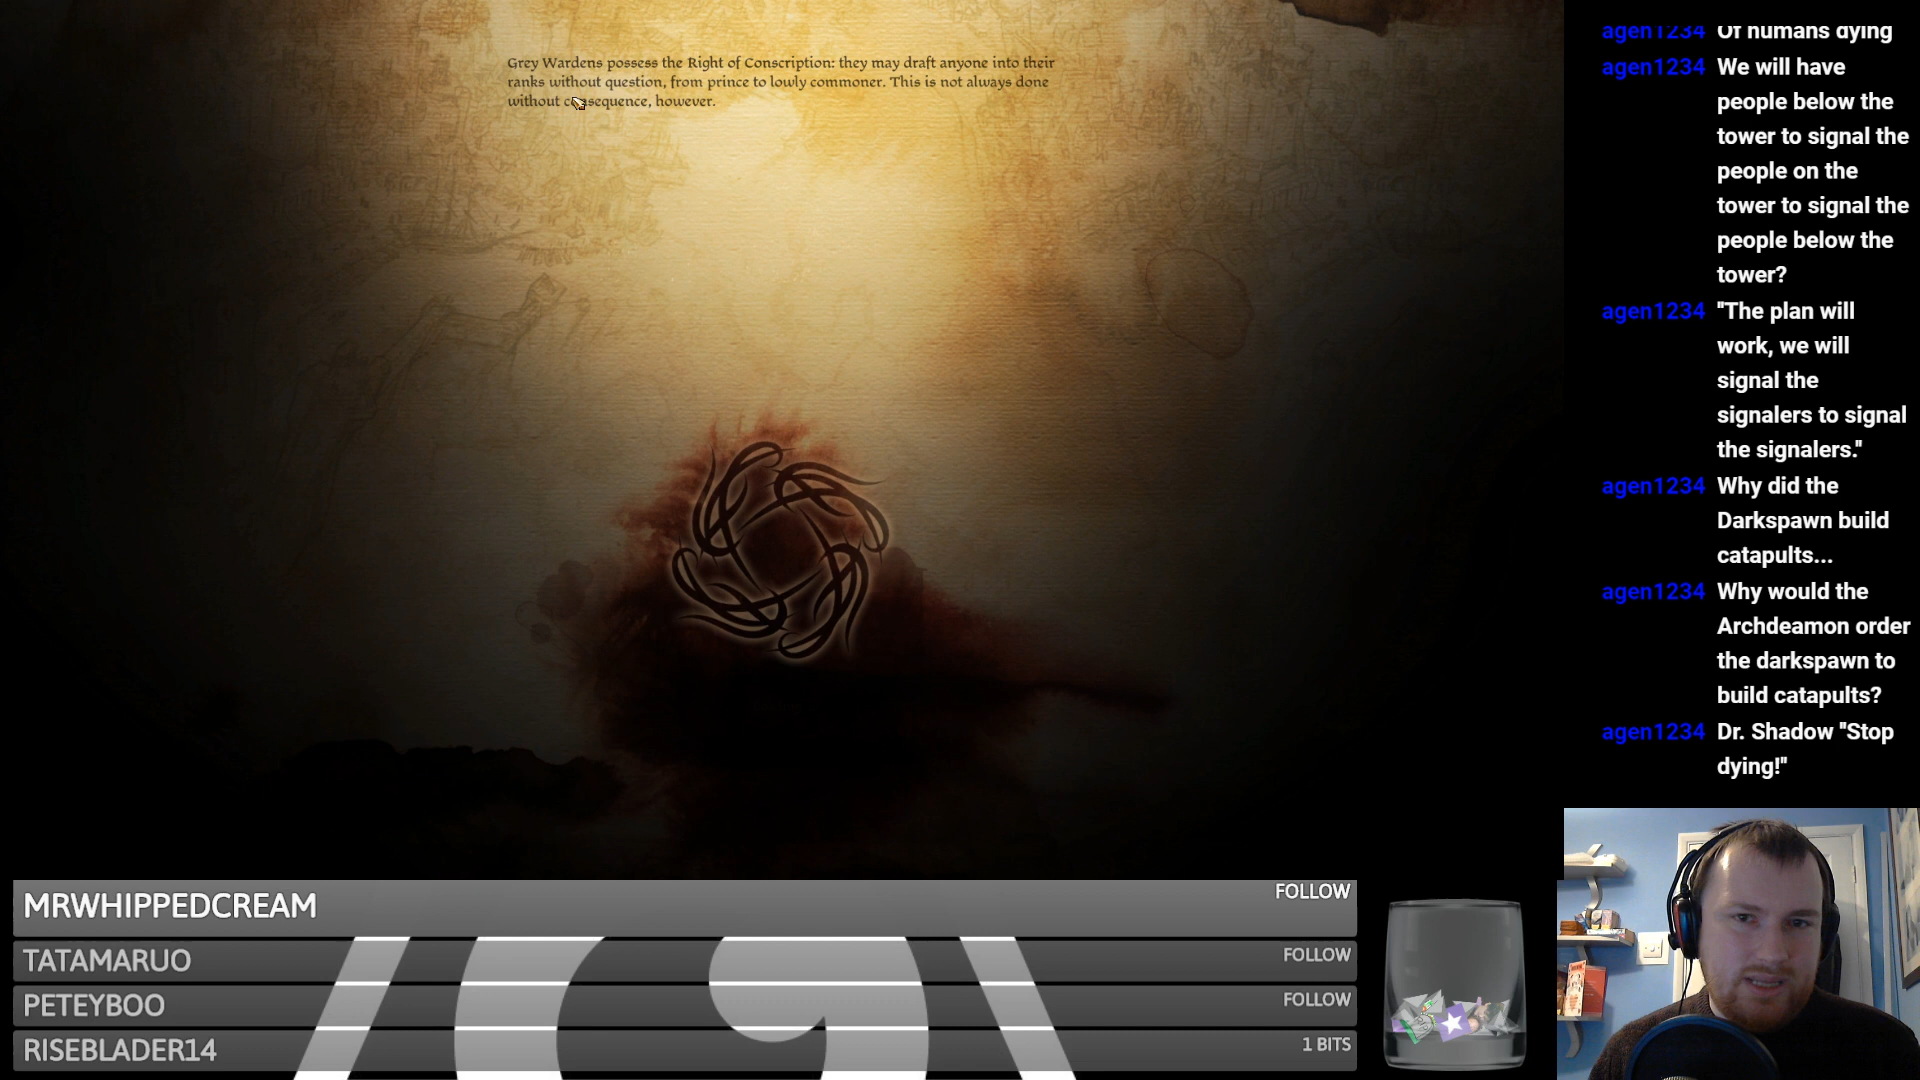 Grey Wardens possess the Right of Conscription: they may draft anyone into their
ranks without question, from prince to lowly commoner. This is not always done
without consequence, however.
agen1234 Of humans dying
agen1234 We will have
people below the
tower to signal the
people on the
tower to signal the
people below the
tower?
agen1234 "The plan will
work, we will
signal the
signalers to signal
the signalers."
agen1234 Why did the
Darkspawn build
catapults...
agen1234 Why would the
Archdeamon order
the darkspawn to
build catapults?
agen1234 Dr. Shadow "Stop
dying!"
MRWHIPPEDCREAM FOLLOW
TATAMARUO FOLLOW
PETEYBOO FOLLOW
RISEBLADER14 1 BITS